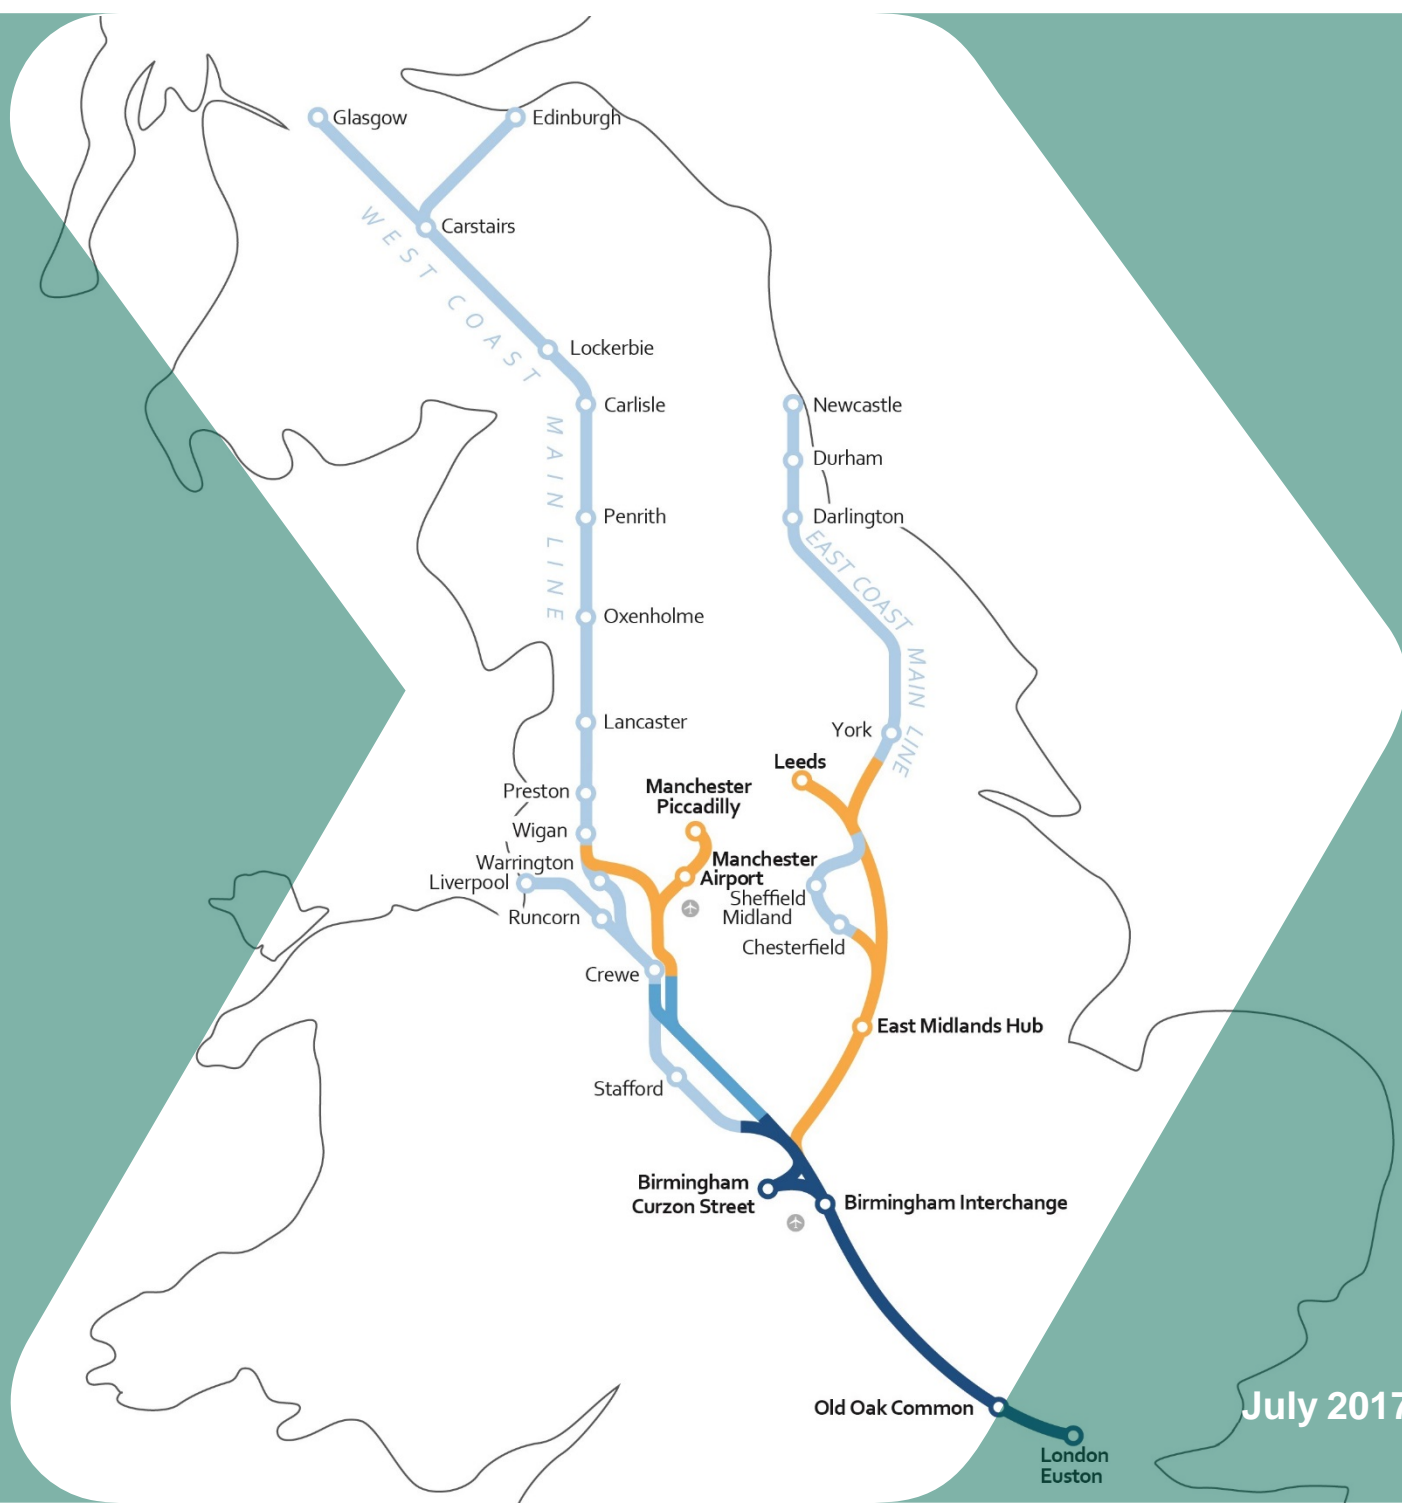 Glasgow
Edinburgh
Carstairs
WEST COAST MAIN LINE
Lockerbie
Carlisle
Newcastle
Durham
Penrith
Darlington
EAST COAST MAIN LINE
Oxenholme
Lancaster
York
Leeds
Preston
Manchester
Piccadilly
Wigan
Warrington
Manchester
Airport
Liverpool
Sheffield
Midland
Runcorn
Chesterfield
Crewe
East Midlands Hub
Stafford
Birmingham
Curzon Street
Birmingham Interchange
Old Oak Common
July 2017
London
Euston